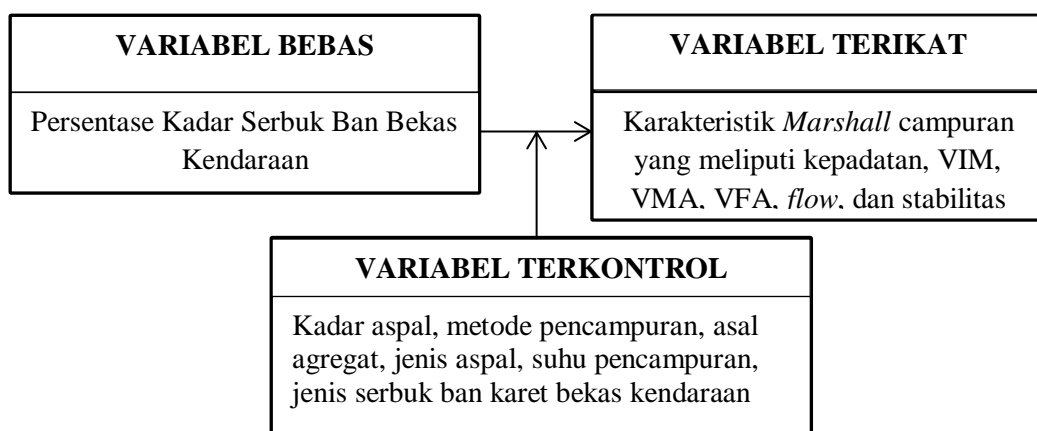 VARIABEL BEBAS
Persentase Kadar Serbuk Ban Bekas
Kendaraan
VARIABEL TERIKAT
Karakteristik Marshall campuran
yang meliputi kepadatan, VIM,
VMA, VFA, flow, dan stabilitas
VARIABEL TERKONTROL
Kadar aspal, metode pencampuran, asal
agregat, jenis aspal, suhu pencampuran,
jenis serbuk ban karet bekas kendaraan